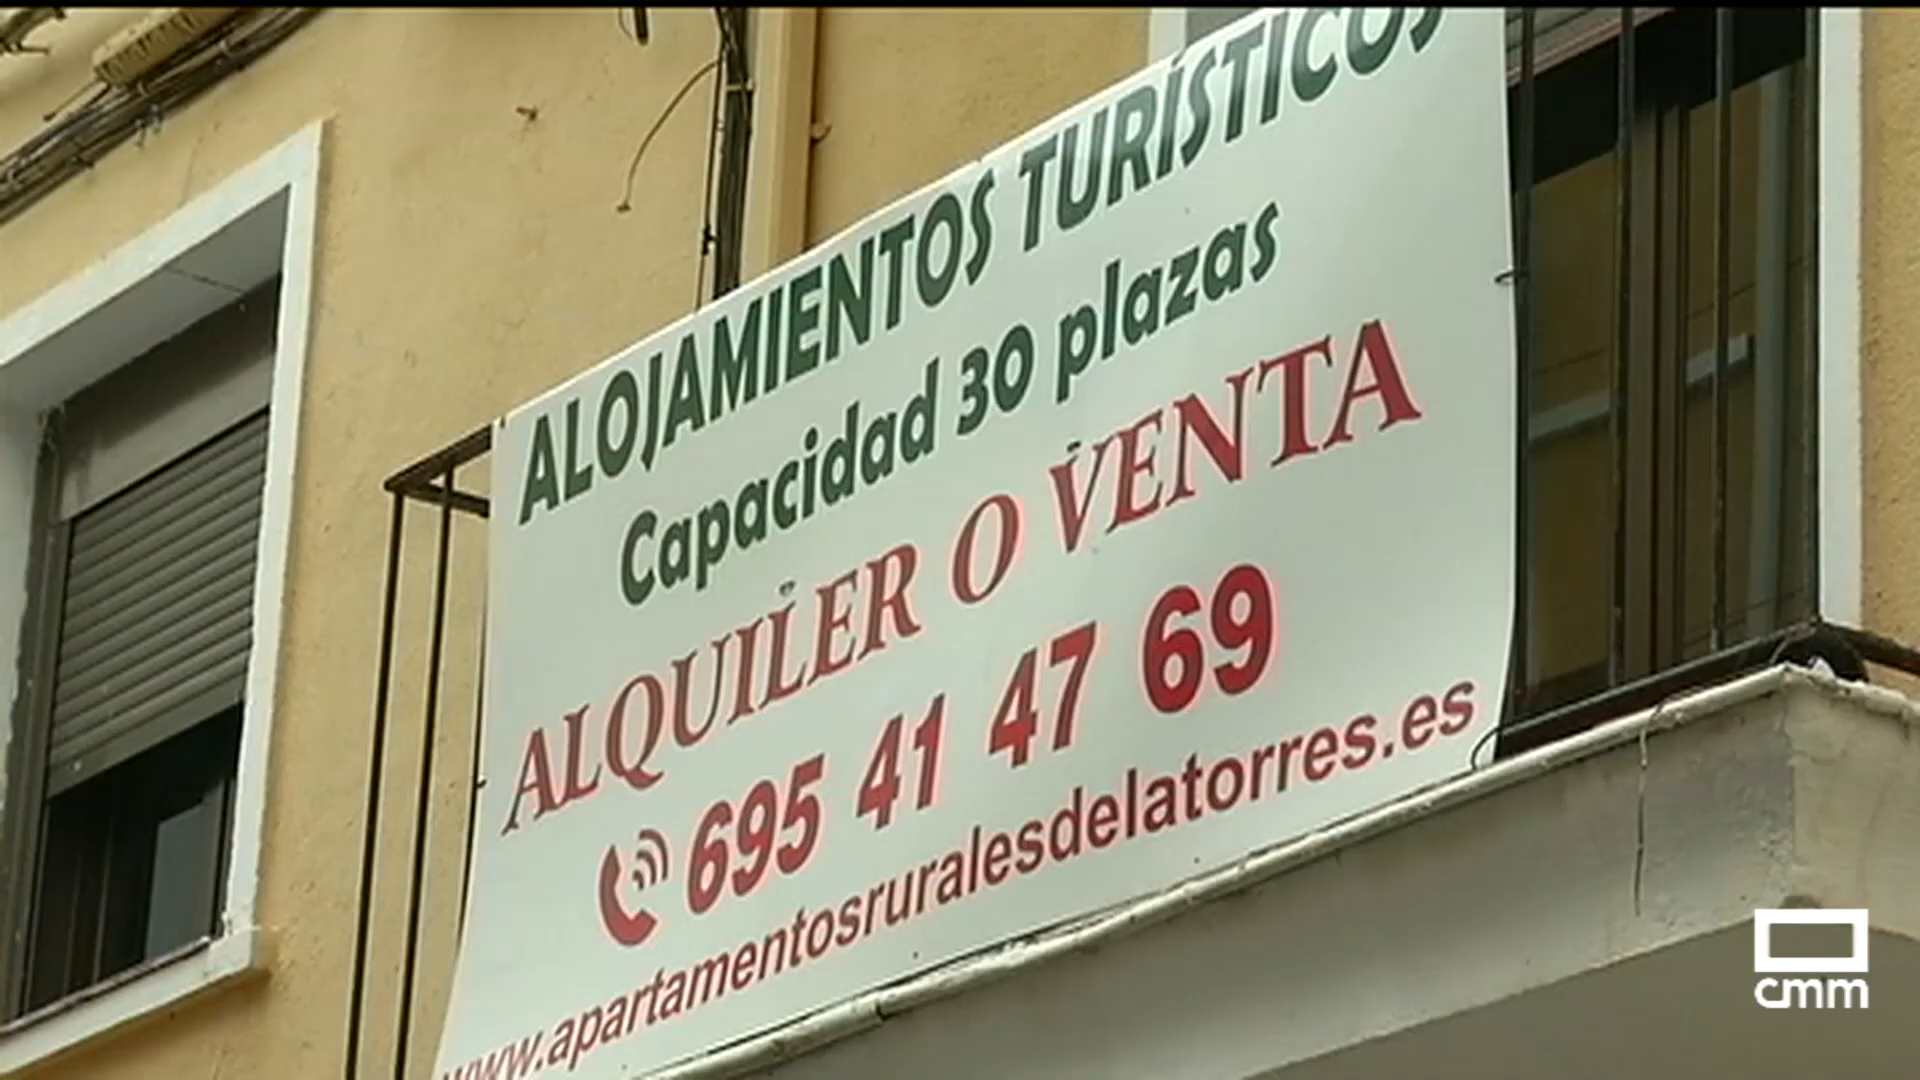 ALOJAMIENTOS TURÍSTICOS
Capacidad 30 plazas
ALQUILER O VENTA
695 41 47 69
www.apartamentosruralesdelatorres.es
cmm